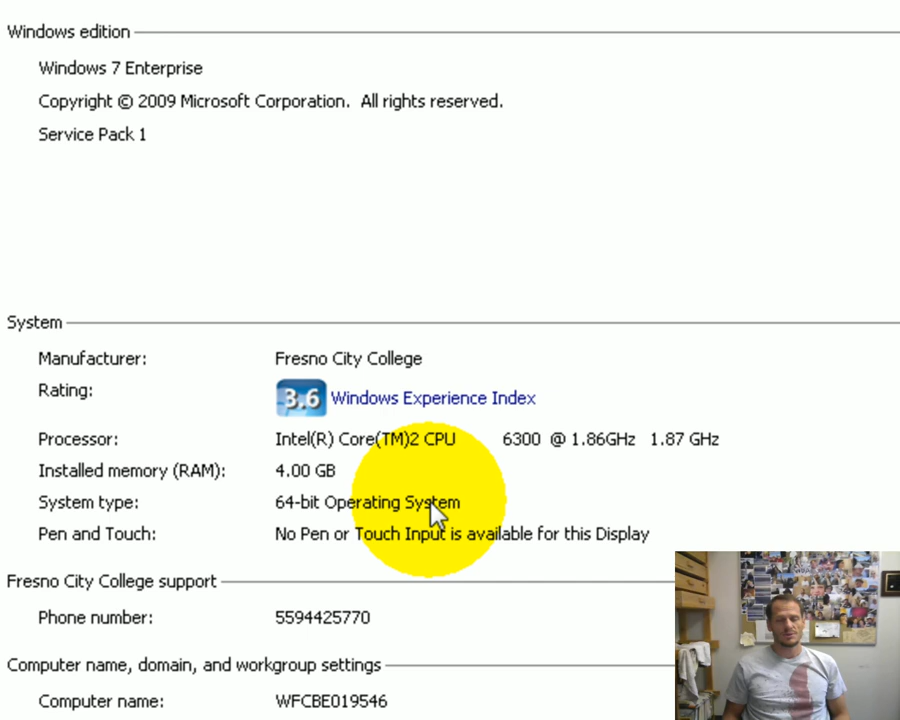 Windows edition
Windows 7 Enterprise
Copyright © 2009 Microsoft Corporation. All rights reserved.
Service Pack 1
System
Manufacturer: Fresno City College
Rating: 3.6 Windows Experience Index
Processor: Intel(R) Core(TM)2 CPU 6300 @ 1.86GHz 1.87 GHz
Installed memory (RAM): 4.00 GB
System type: 64-bit Operating System
Pen and Touch: No Pen or Touch Input is available for this Display
Fresno City College support
Phone number: 5594425770
Computer name, domain, and workgroup settings
Computer name: WFCBE019546